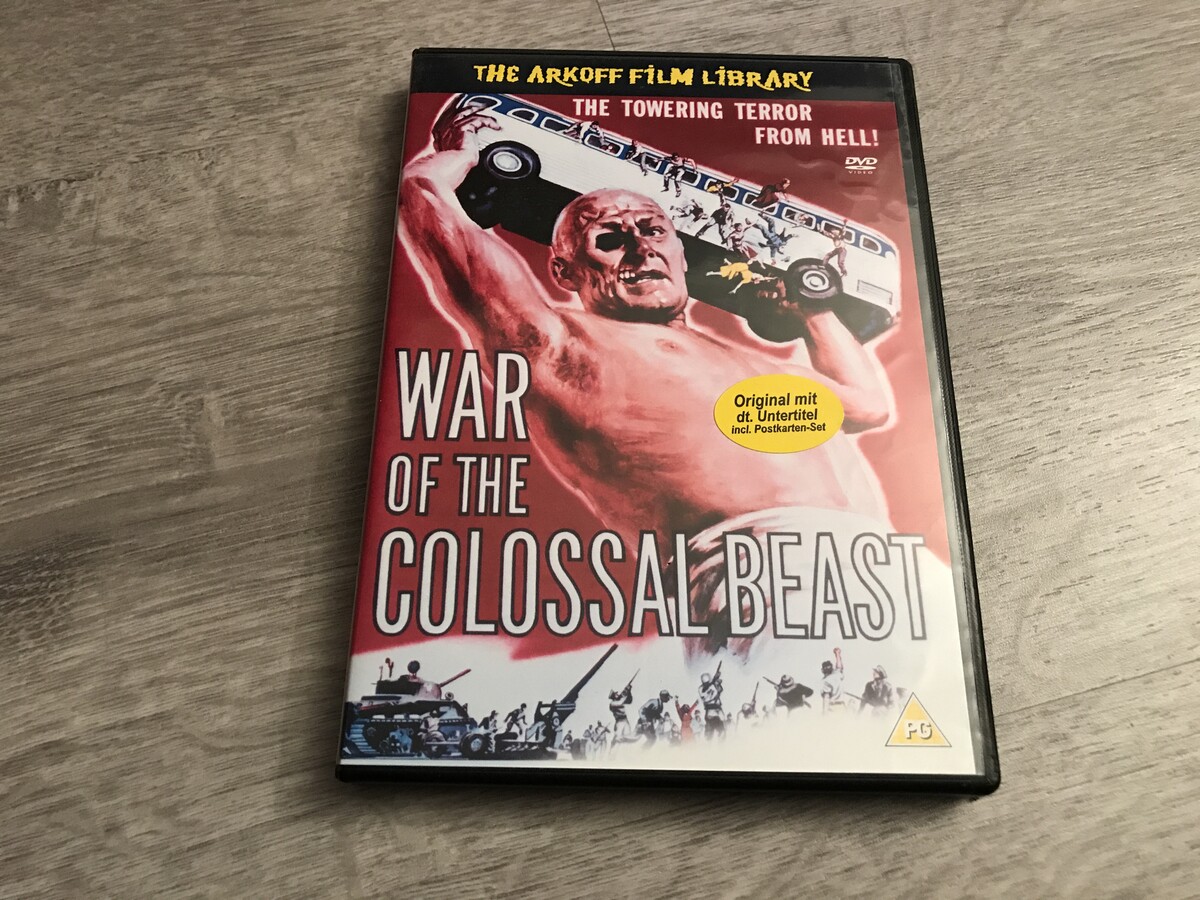 THE ARKOFF FILM LIBRARY
THE TOWERING TERROR
FROM HELL!
DVD
VIDEO
WAR
OF THE
COLOSSAL BEAST
Original mit
dt. Untertitel
incl. Postkarten-Set
PG